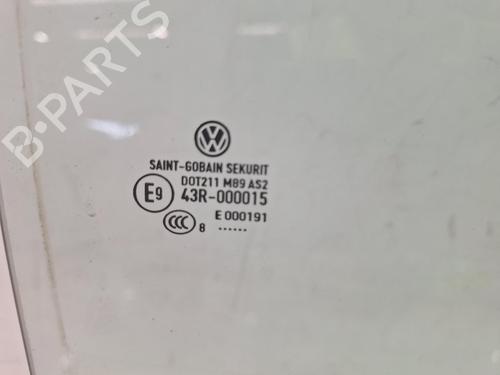 B-PARTS
SAINT-GOBAIN SEKURIT
DOT211 M89 AS2
E9 43R-000015
E 000191
CCC 8 ......